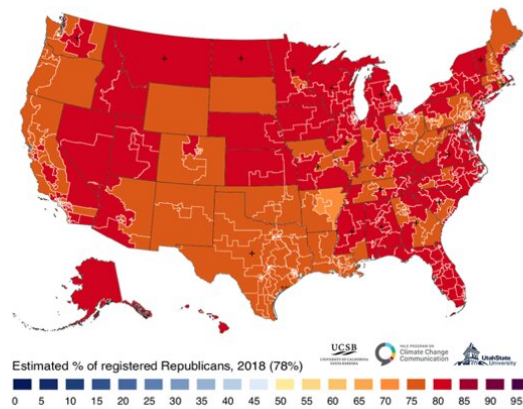 UCSB
UNIVERSITY OF CALIFORNIA
SANTA BARBARA
YALE PROGRAM ON
Climate Change
Communication
UtahState
University
Estimated % of registered Republicans, 2018 (78%)
0 5 10 15 20 25 30 35 40 45 50 55 60 65 70 75 80 85 90 95